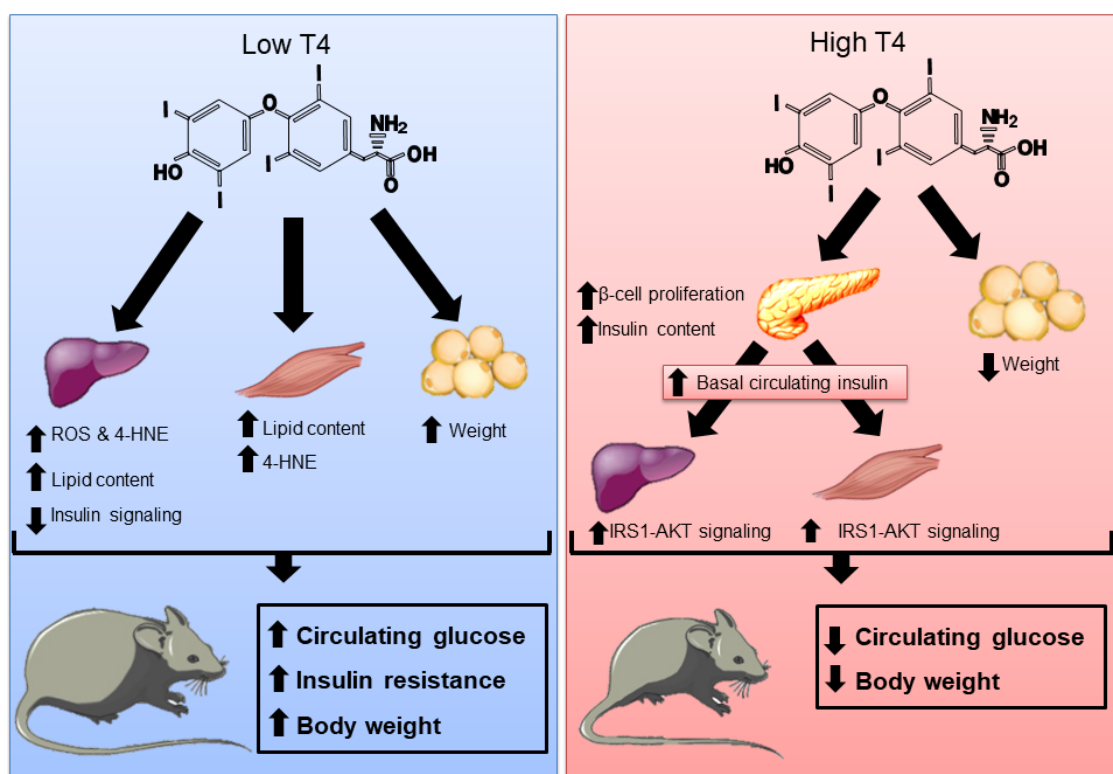 Low T4
I
I
O
NH₂
OH
I
HO
O
I
ROS & 4-HNE
Lipid content
Insulin signaling
Lipid content
4-HNE
Weight
Circulating glucose
Insulin resistance
Body weight
High T4
I
I
O
NH₂
OH
I
HO
O
I
β-cell proliferation
Insulin content
Weight
Basal circulating insulin
IRS1-AKT signaling
IRS1-AKT signaling
Circulating glucose
Body weight